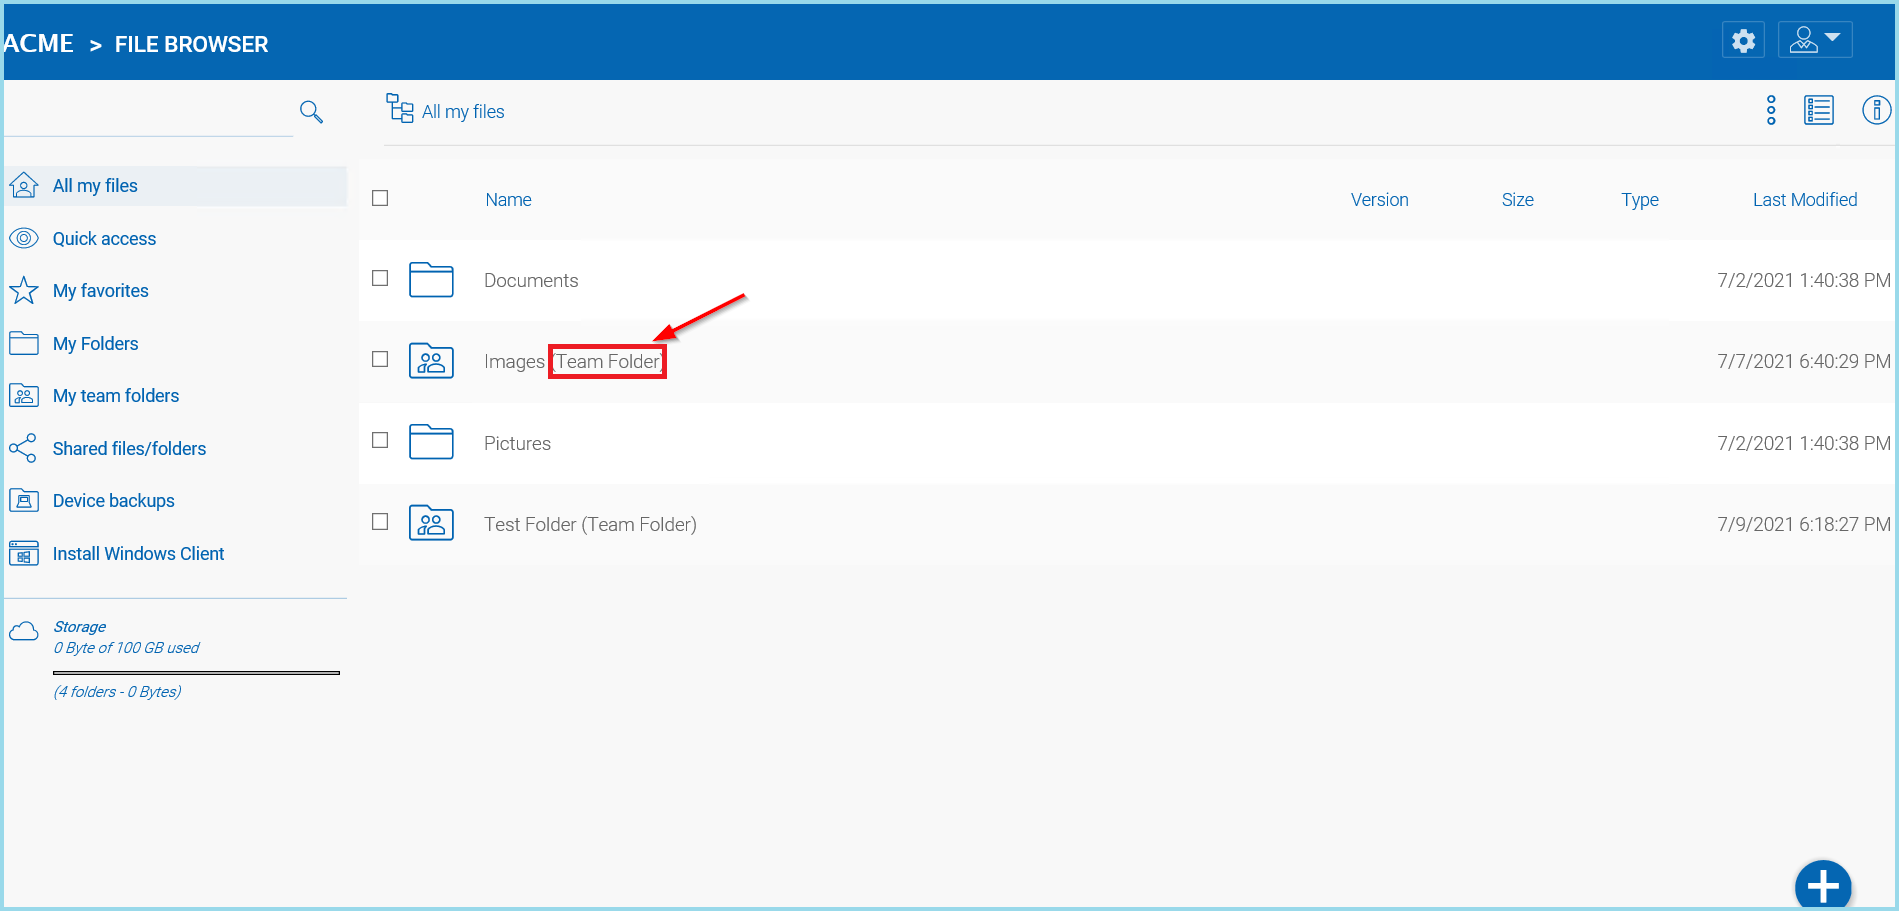 ACME > FILE BROWSER
All my files
All my files
Quick access
My favorites
My Folders
My team folders
Shared files/folders
Device backups
Install Windows Client
Storage
0 Byte of 100 GB used
(4 folders - 0 Bytes)
Name Version Size Type Last Modified
Documents 7/2/2021 1:40:38 PM
Images (Team Folder) 7/7/2021 6:40:29 PM
Pictures 7/2/2021 1:40:38 PM
Test Folder (Team Folder) 7/9/2021 6:18:27 PM